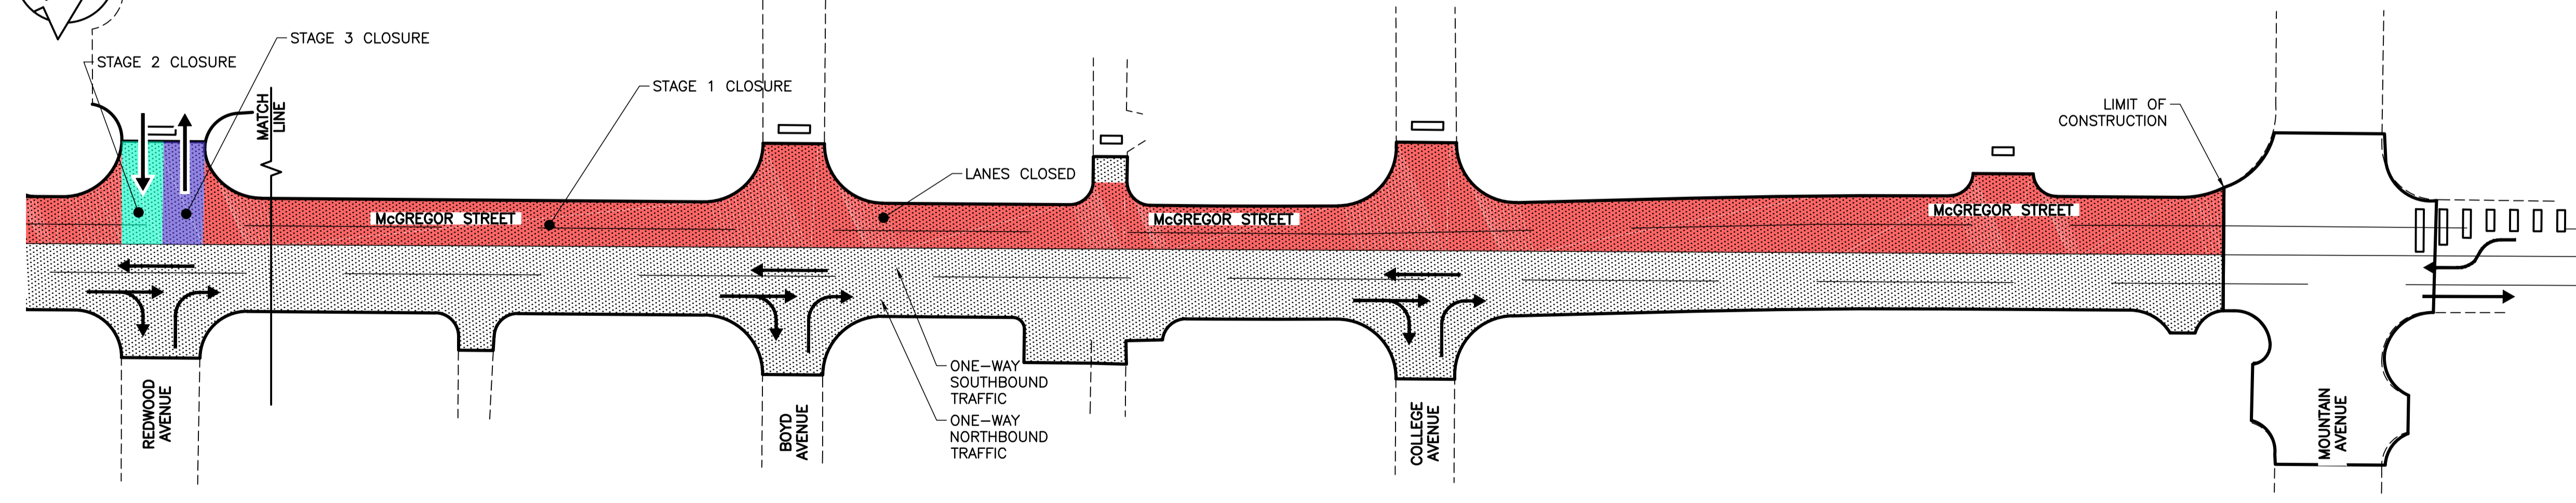 STAGE 3 CLOSURE
STAGE 2 CLOSURE
MATCH
LINE
STAGE 1 CLOSURE
LIMIT OF
CONSTRUCTION
LANES CLOSED
McGREGOR STREET
McGREGOR STREET
McGREGOR STREET
ONE-WAY
SOUTHBOUND
TRAFFIC
ONE-WAY
NORTHBOUND
TRAFFIC
REDWOOD
AVENUE
BOYD
AVENUE
COLLEGE
AVENUE
MOUNTAIN
AVENUE